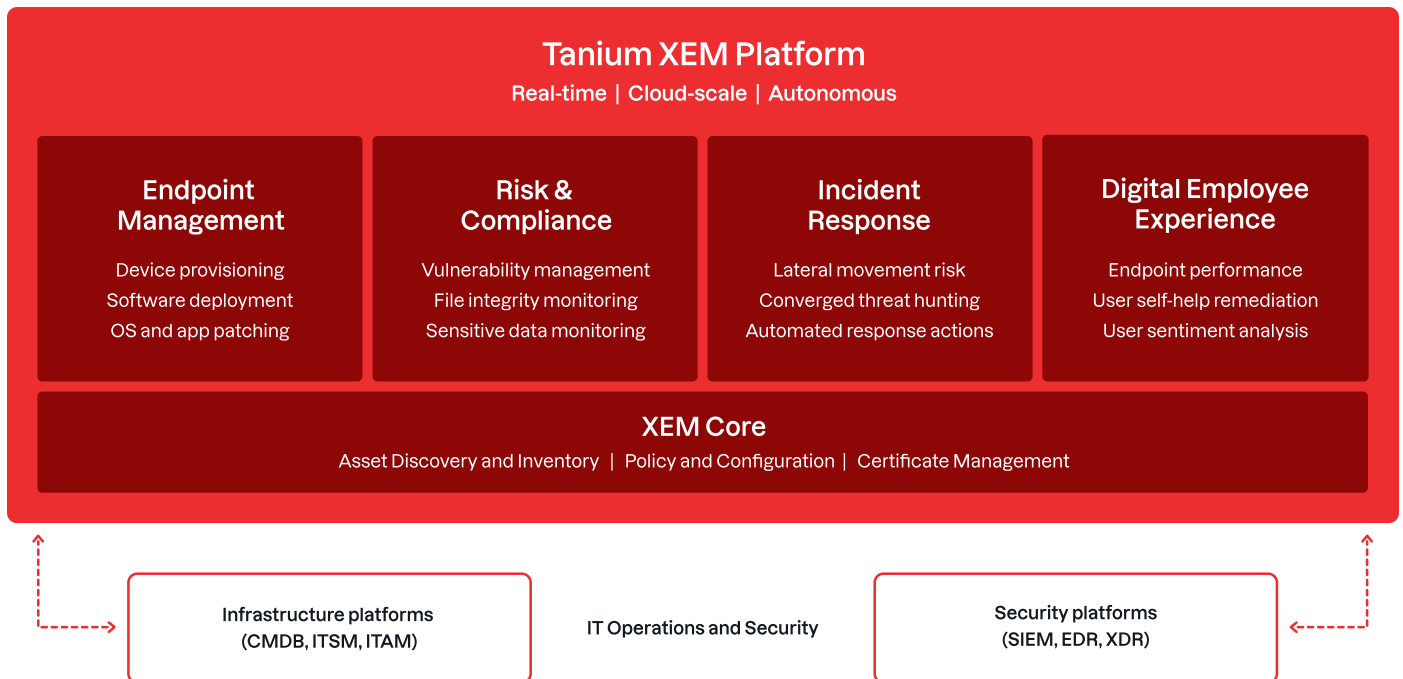 Tanium XEM Platform
Real-time | Cloud-scale | Autonomous
Endpoint
Management
Device provisioning
Software deployment
OS and app patching
Risk &
Compliance
Vulnerability management
File integrity monitoring
Sensitive data monitoring
Incident
Response
Lateral movement risk
Converged threat hunting
Automated response actions
Digital Employee
Experience
Endpoint performance
User self-help remediation
User sentiment analysis
XEM Core
Asset Discovery and Inventory | Policy and Configuration | Certificate Management
Infrastructure platforms
(CMDB, ITSM, ITAM)
IT Operations and Security
Security platforms
(SIEM, EDR, XDR)